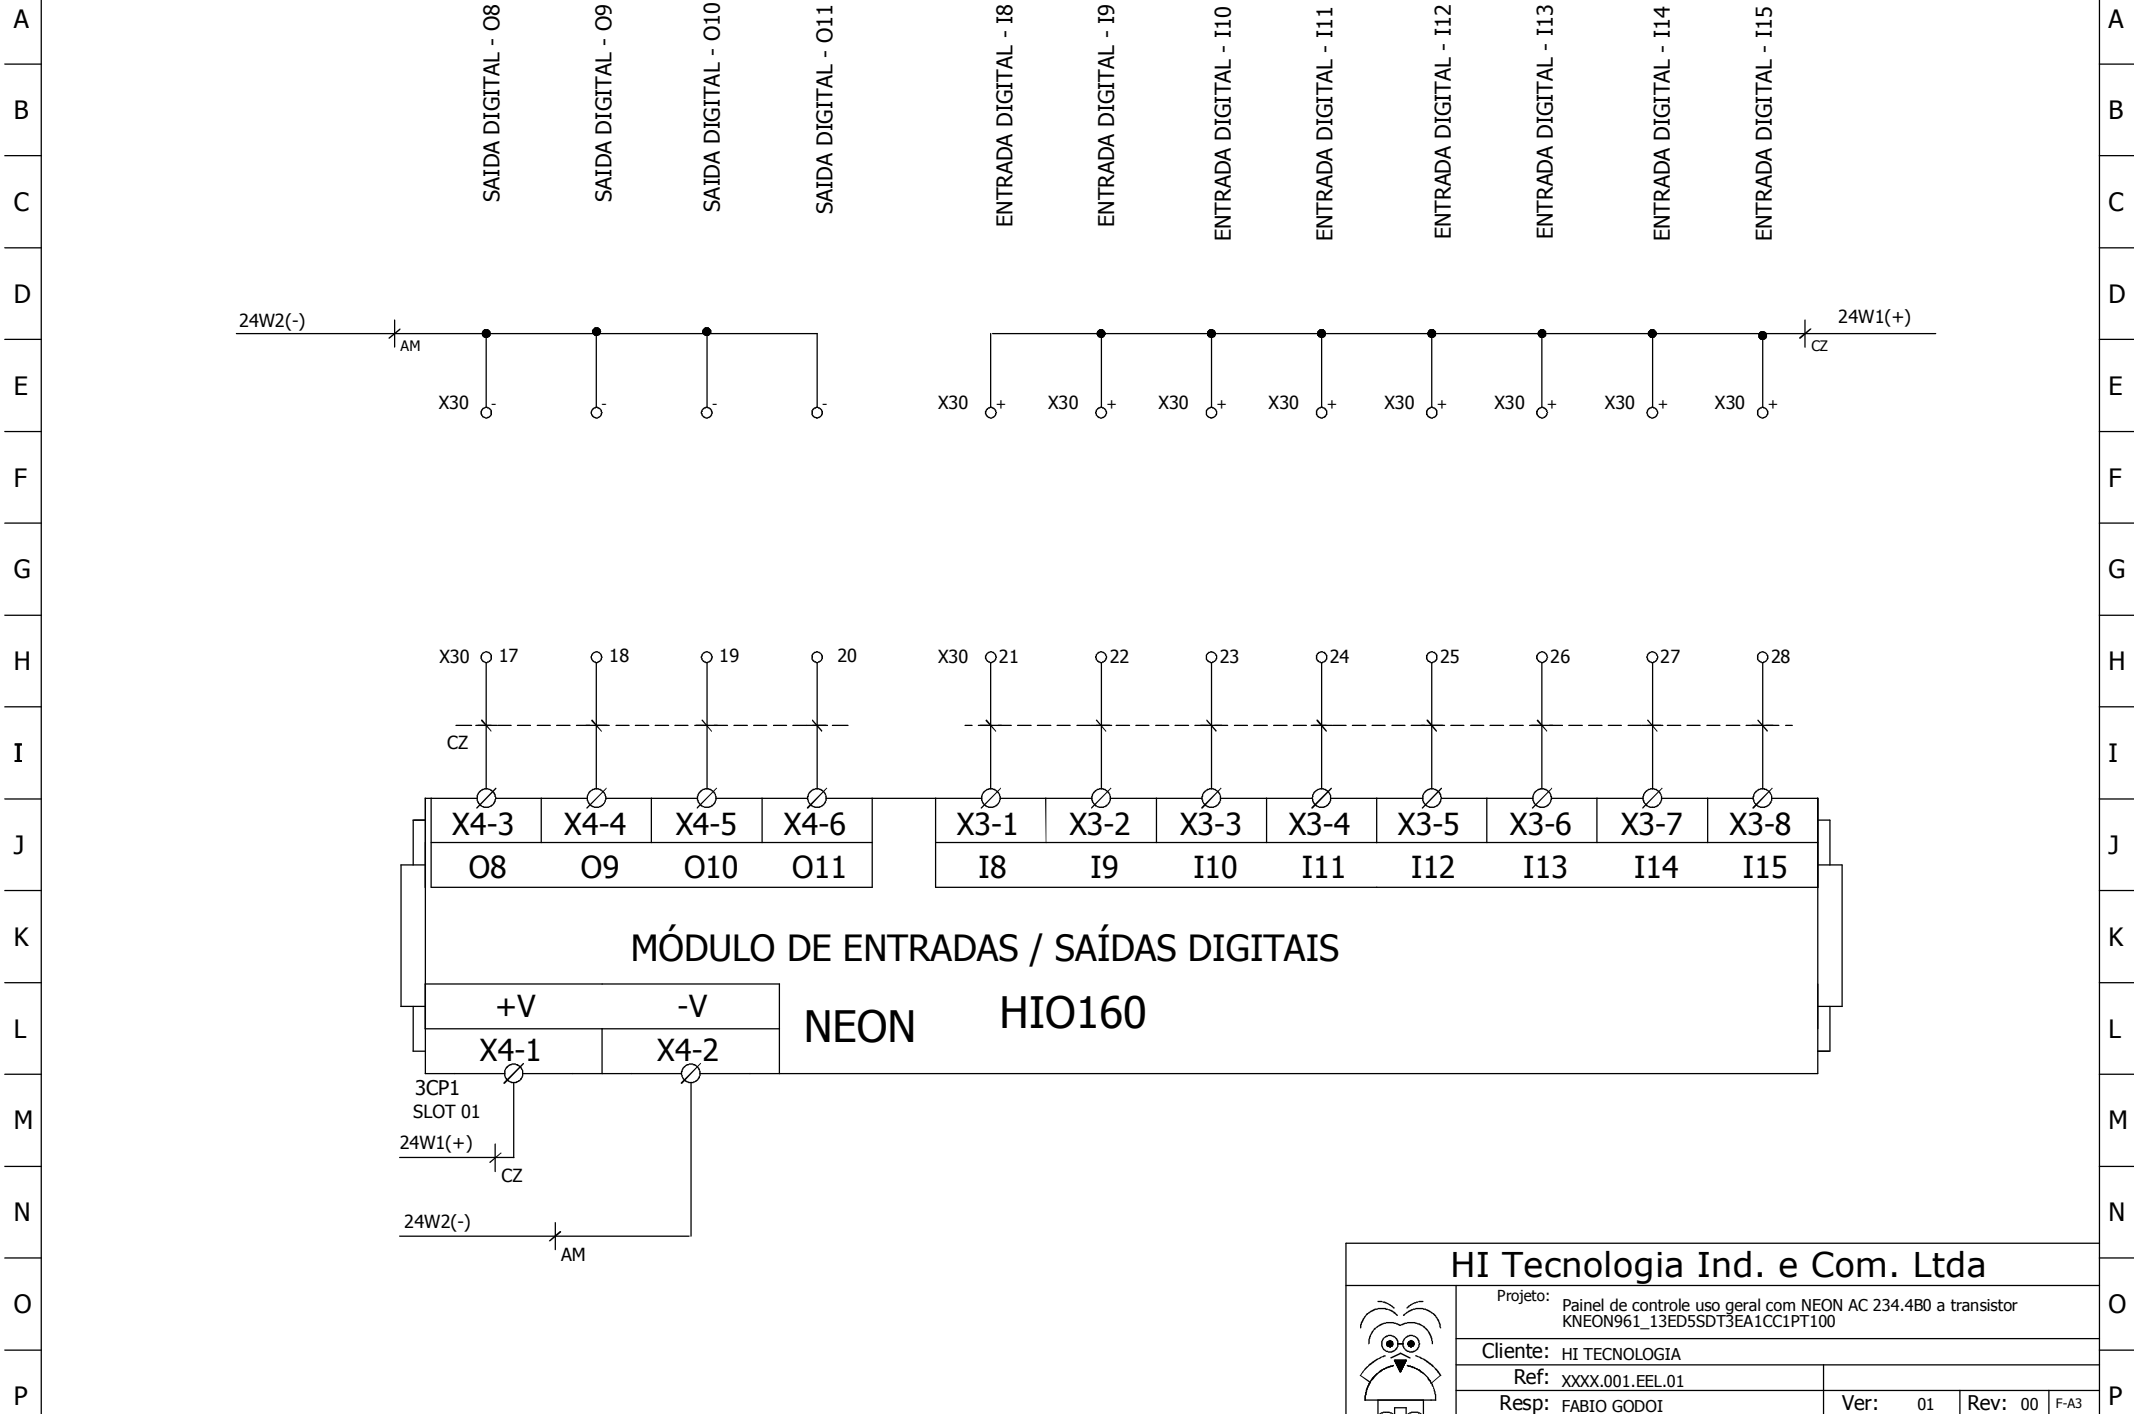 A
B
C
D
E
F
G
H
I
J
K
L
M
N
O
P
SAIDA DIGITAL - O8
SAIDA DIGITAL - O9
SAIDA DIGITAL - O10
SAIDA DIGITAL - O11
ENTRADA DIGITAL - I8
ENTRADA DIGITAL - I9
ENTRADA DIGITAL - I10
ENTRADA DIGITAL - I11
ENTRADA DIGITAL - I12
ENTRADA DIGITAL - I13
ENTRADA DIGITAL - I14
ENTRADA DIGITAL - I15
24W2(-)
AM
24W1(+)
CZ
X30 - - - -
X30 + X30 + X30 + X30 + X30 + X30 + X30 + X30 +
X30 17 18 19 20
X30 21 22 23 24 25 26 27 28
CZ
X4-3 X4-4 X4-5 X4-6
X3-1 X3-2 X3-3 X3-4 X3-5 X3-6 X3-7 X3-8
O8 O9 O10 O11
I8 I9 I10 I11 I12 I13 I14 I15
MÓDULO DE ENTRADAS / SAÍDAS DIGITAIS
+V -V
NEON HIO160
X4-1 X4-2
3CP1
SLOT 01
24W1(+)
CZ
24W2(-)
AM
HI Tecnologia Ind. e Com. Ltda
Projeto: Painel de controle uso geral com NEON AC 234.4B0 a transistor
KNEON961_13ED5SDT3EA1CC1PT100
Cliente: HI TECNOLOGIA
Ref: XXXX.001.EEL.01
Resp: FABIO GODOI Ver: 01 Rev: 00 F-A3
A
B
C
D
E
F
G
H
I
J
K
L
M
N
O
P